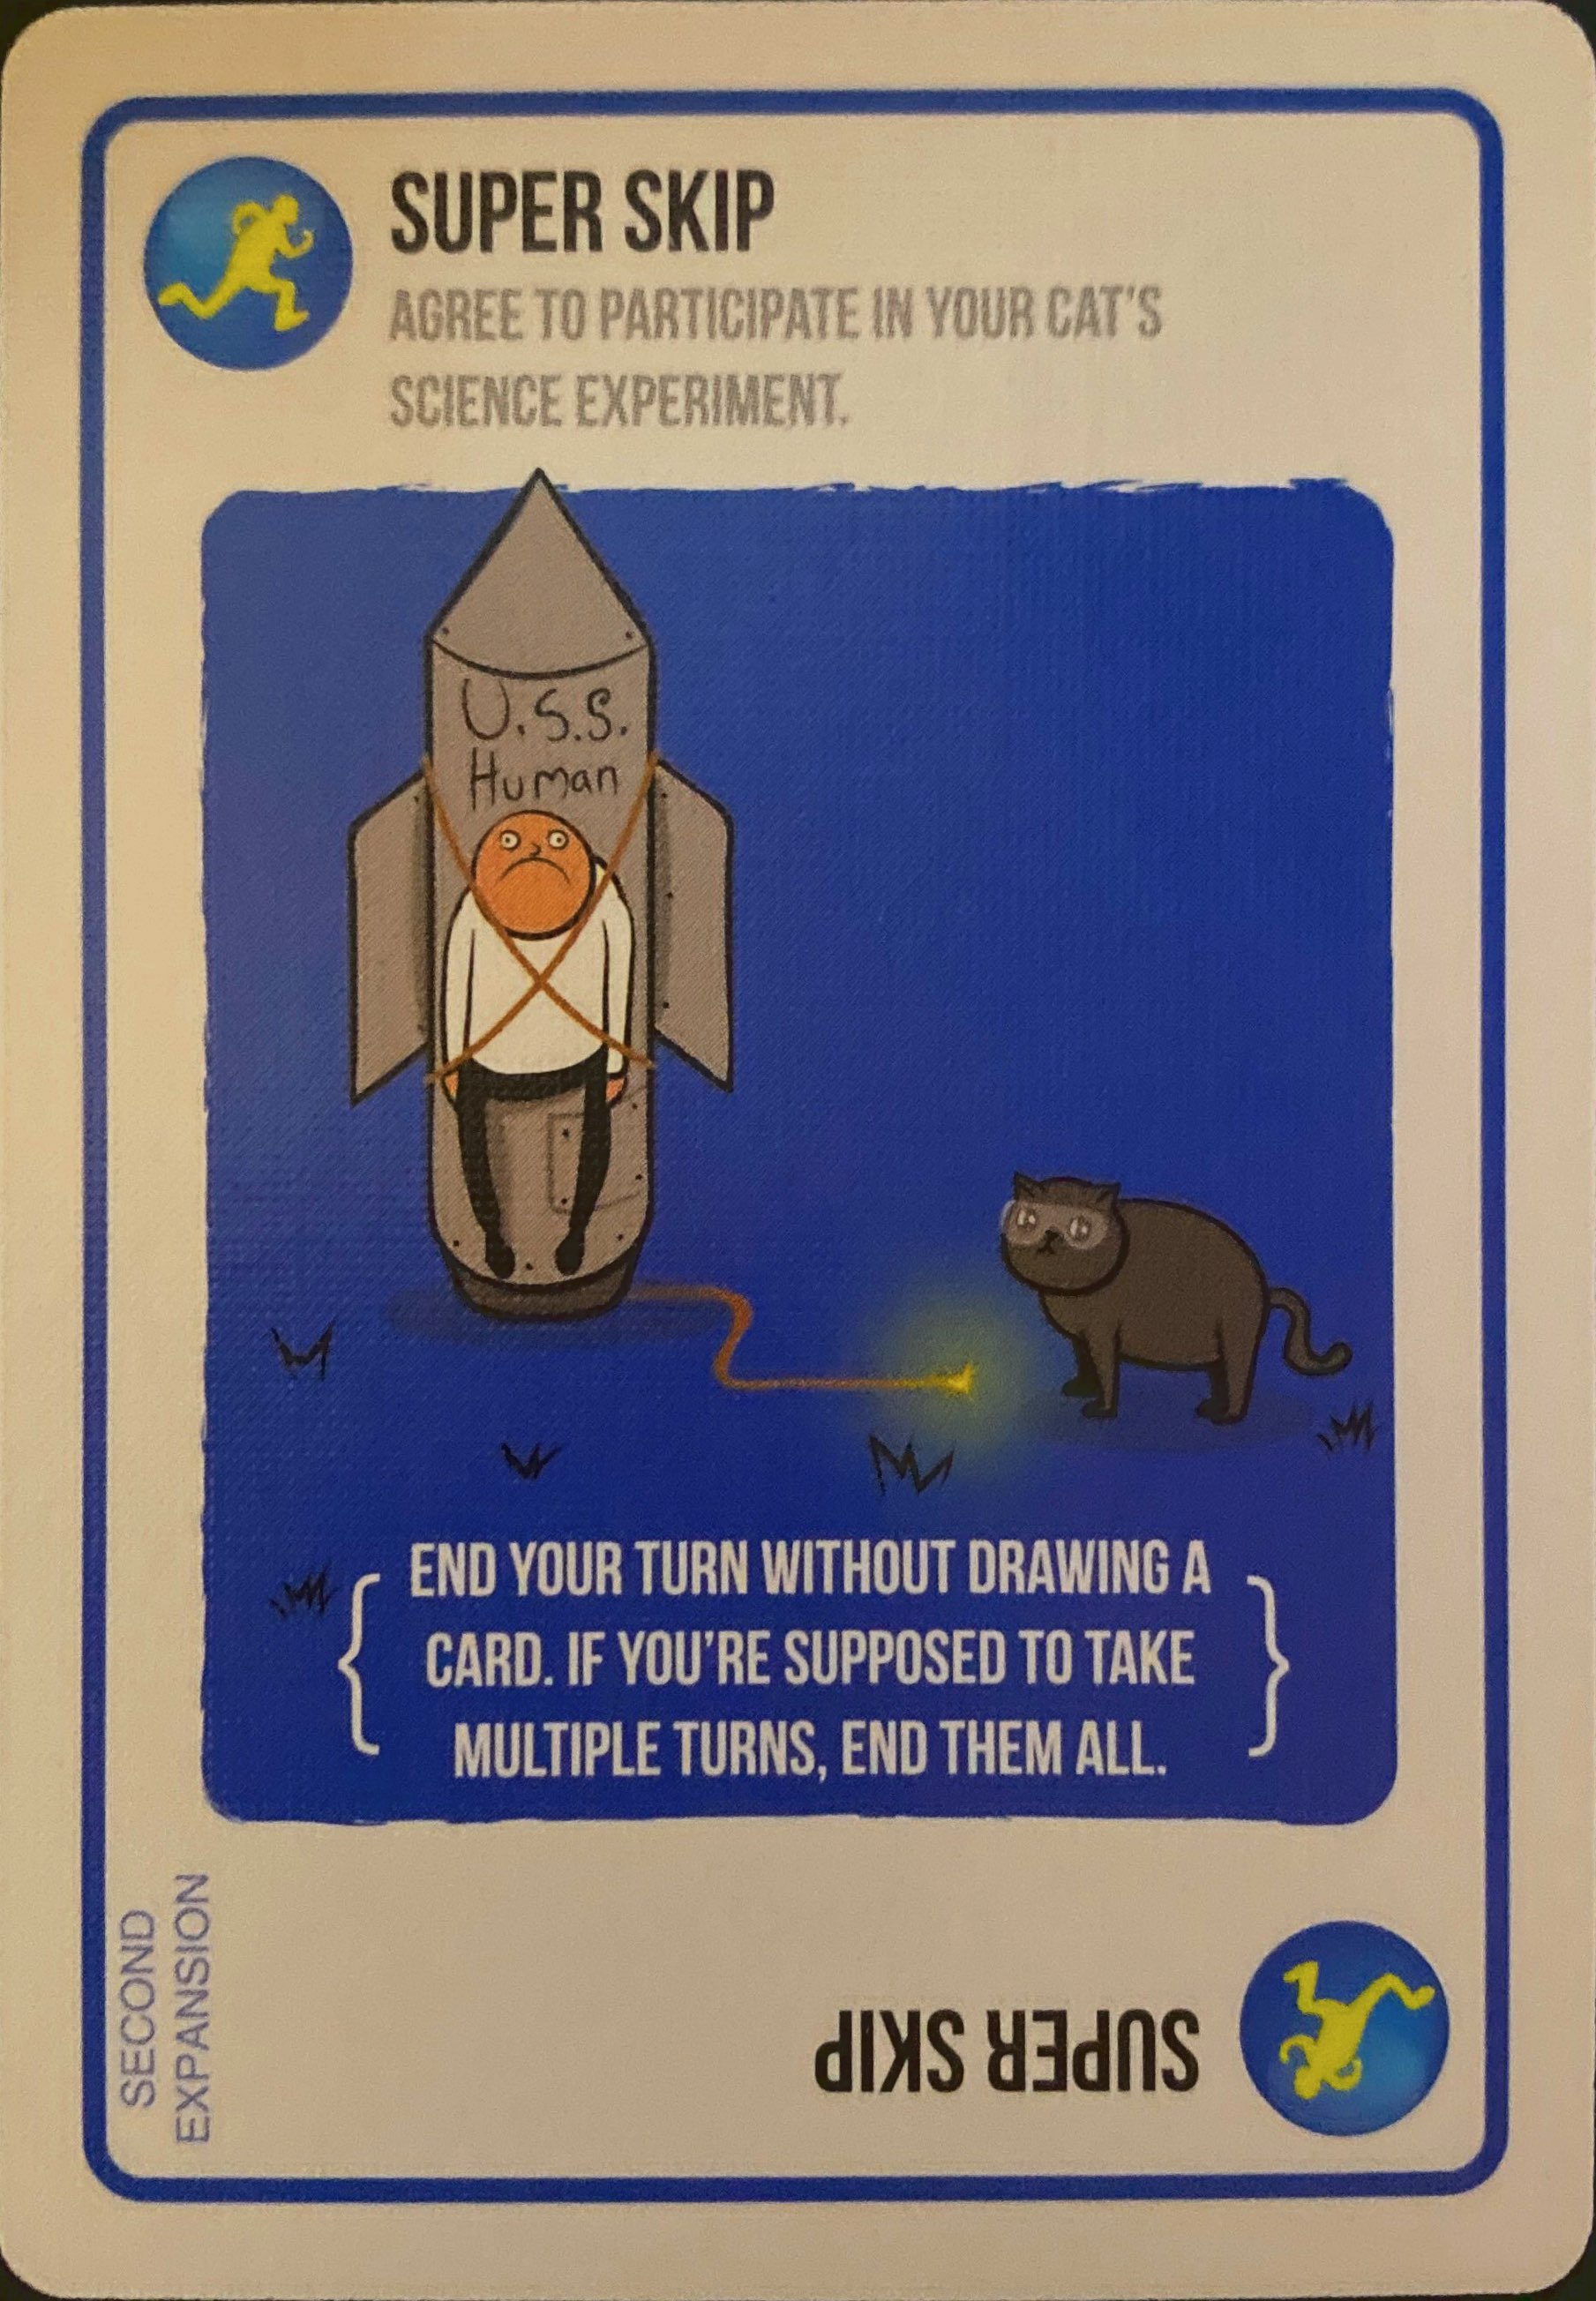 SUPER SKIP
AGREE TO PARTICIPATE IN YOUR CAT'S
SCIENCE EXPERIMENT.
U.S.S.
Human
END YOUR TURN WITHOUT DRAWING A
CARD. IF YOU'RE SUPPOSED TO TAKE
MULTIPLE TURNS, END THEM ALL.
SECOND
EXPANSION
SUPER SKIP